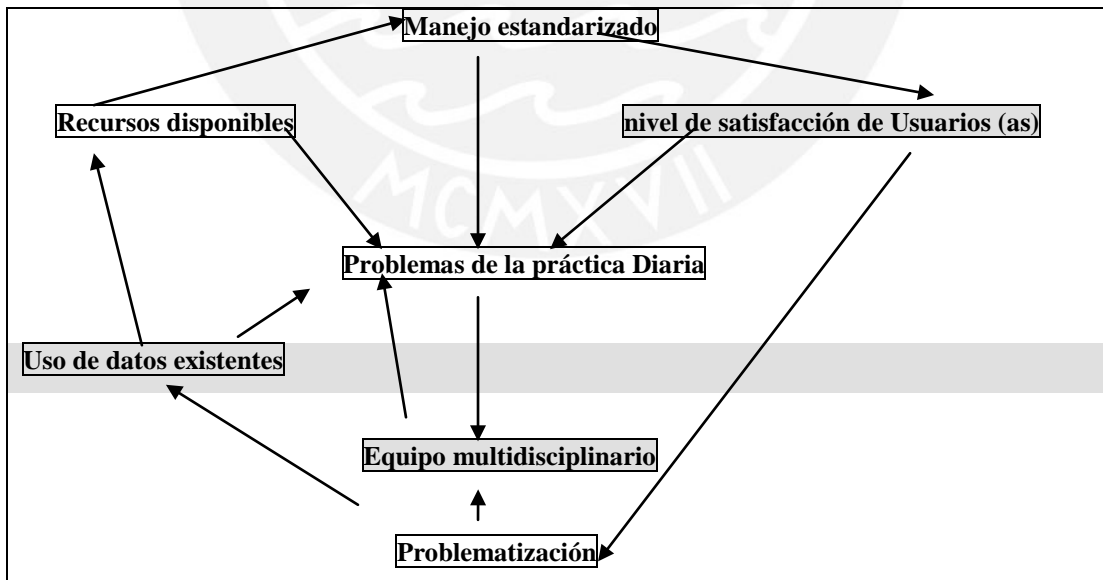 Manejo estandarizado
Recursos disponibles
nivel de satisfacción de Usuarios (as)
MCMXVII
Problemas de la práctica Diaria
Uso de datos existentes
Equipo multidisciplinario
Problematización